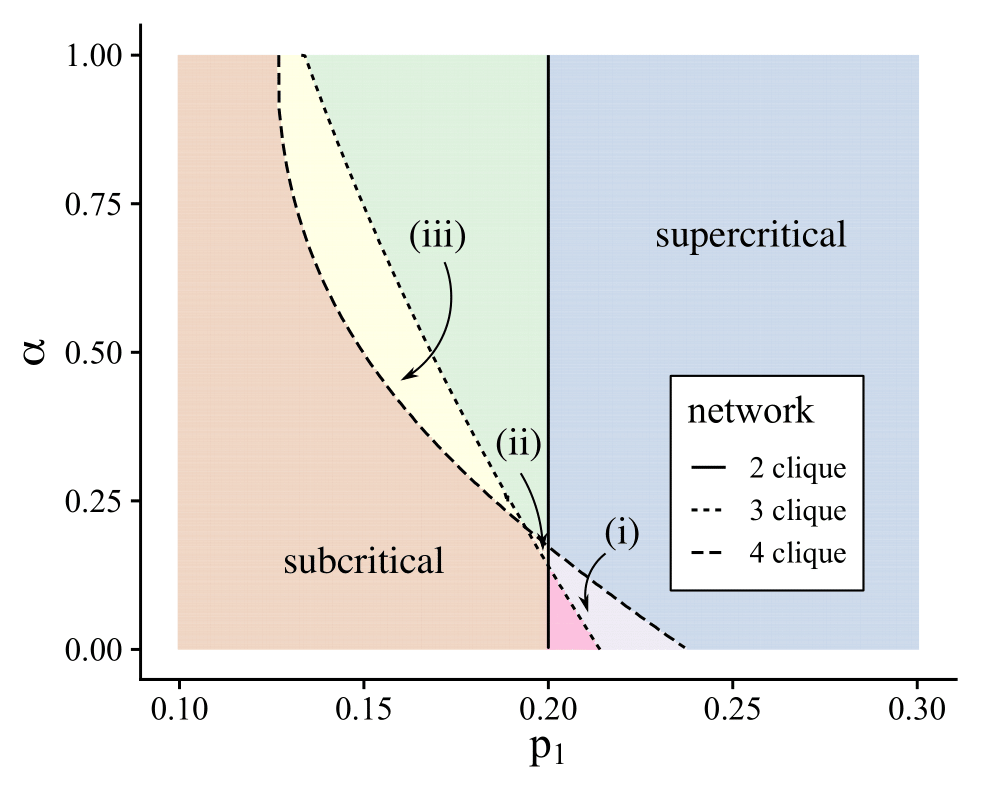 1.00
0.75
0.50
0.25
0.00
α
(iii)
(ii)
(i)
supercritical
subcritical
network
2 clique
3 clique
4 clique
0.10 0.15 0.20 0.25 0.30
p₁